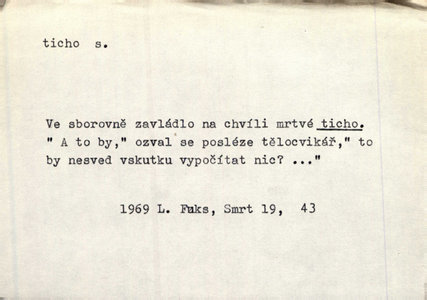 ticho s.
Ve sborovně zavládlo na chvíli mrtvé ticho.
" A to by," ozval se posléze tělocvikář," to
by nesved vskutku vypočítat nic? ..."
1969 L. Fuks, Smrt 19, 43